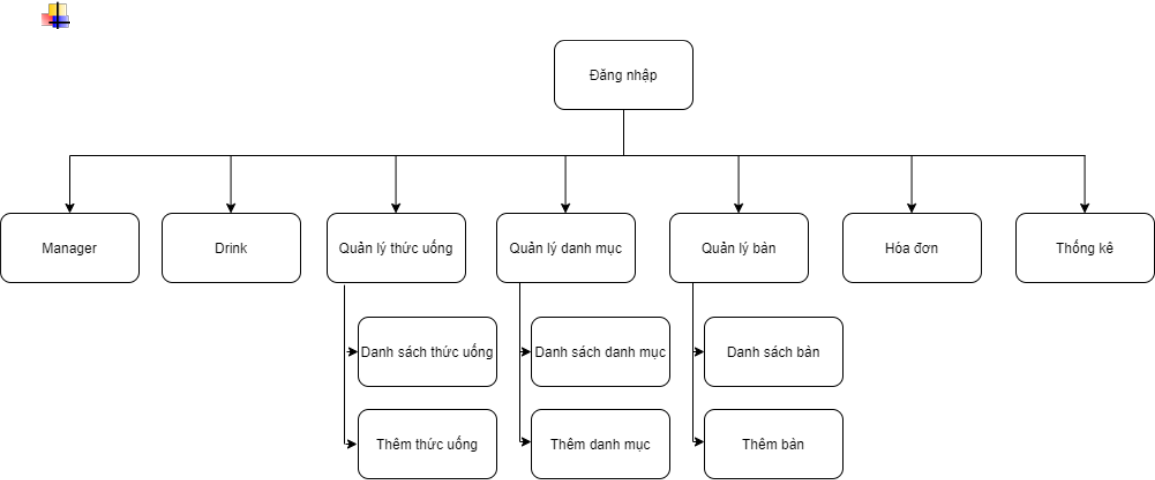 Đăng nhập
Manager
Drink
Quản lý thức uống
Quản lý danh mục
Quản lý bàn
Hóa đơn
Thống kê
Danh sách thức uống
Danh sách danh mục
Danh sách bàn
Thêm thức uống
Thêm danh mục
Thêm bàn